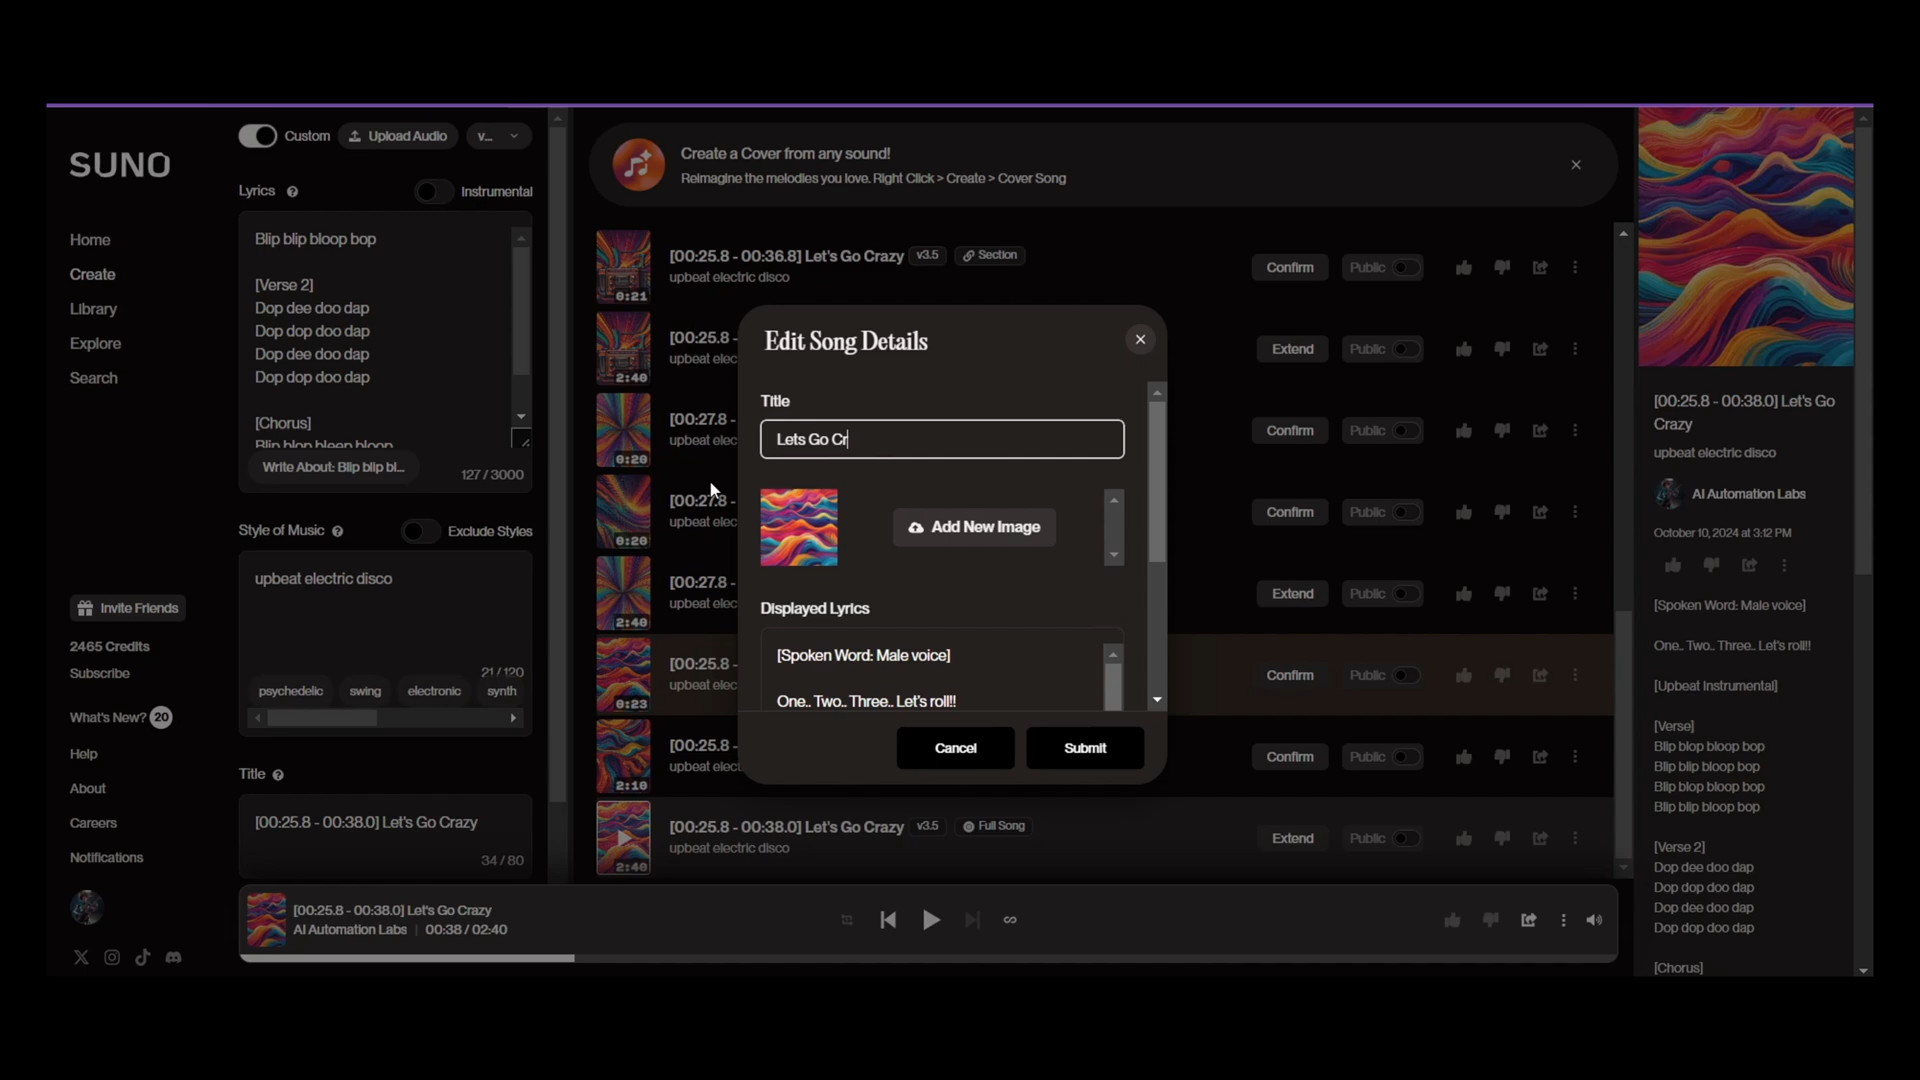 SUNO
Home
Create
Library
Explore
Search
Invite Friends
2465 Credits
Subscribe
What's New? 20
Help
About
Careers
Notifications
Custom
Upload Audio
v...
Lyrics
Instrumental
Blip blip bloop bop
[Verse 2]
Dop dee doo dap
Dop dop doo dap
Dop dee doo dap
Dop dop doo dap
[Chorus]
Blip blop bleep bloop
Write About: Blip blip bl...
127 / 3000
Style of Music
Exclude Styles
upbeat electric disco
21 / 120
psychedelic swing electronic synth
Title
[00:25.8 - 00:38.0] Let's Go Crazy
34 / 80
Create a Cover from any sound!
Reimagine the melodies you love. Right Click > Create > Cover Song
0:21
[00:25.8 - 00:36.8] Let's Go Crazy v3.5 Section
upbeat electric disco
Confirm Public
2:40
[00:25.8 -
upbeat elec
Extend Public
0:20
[00:27.8 -
upbeat elec
Confirm Public
0:20
[00:27.8 -
upbeat elec
Confirm Public
2:40
[00:27.8 -
upbeat elec
Extend Public
0:23
[00:25.8 -
upbeat elec
Confirm Public
2:10
[00:25.8 -
upbeat elect
Confirm Public
2:40
[00:25.8 - 00:38.0] Let's Go Crazy v3.5 Full Song
upbeat electric disco
Extend Public
Edit Song Details
Title
Lets Go Cr
Add New Image
Displayed Lyrics
[Spoken Word: Male voice]
One.. Two.. Three.. Let's roll!!
Cancel
Submit
[00:25.8 - 00:38.0] Let's Go Crazy
AI Automation Labs | 00:38 / 02:40
[00:25.8 - 00:38.0] Let's Go
Crazy
upbeat electric disco
AI Automation Labs
October 10, 2024 at 3:12 PM
[Spoken Word: Male voice]
One.. Two.. Three.. Let's roll!!
[Upbeat Instrumental]
[Verse]
Blip blop bloop bop
Blip blip bloop bop
Blip blop bloop bop
Blip blip bloop bop
[Verse 2]
Dop dee doo dap
Dop dop doo dap
Dop dee doo dap
Dop dop doo dap
[Chorus]